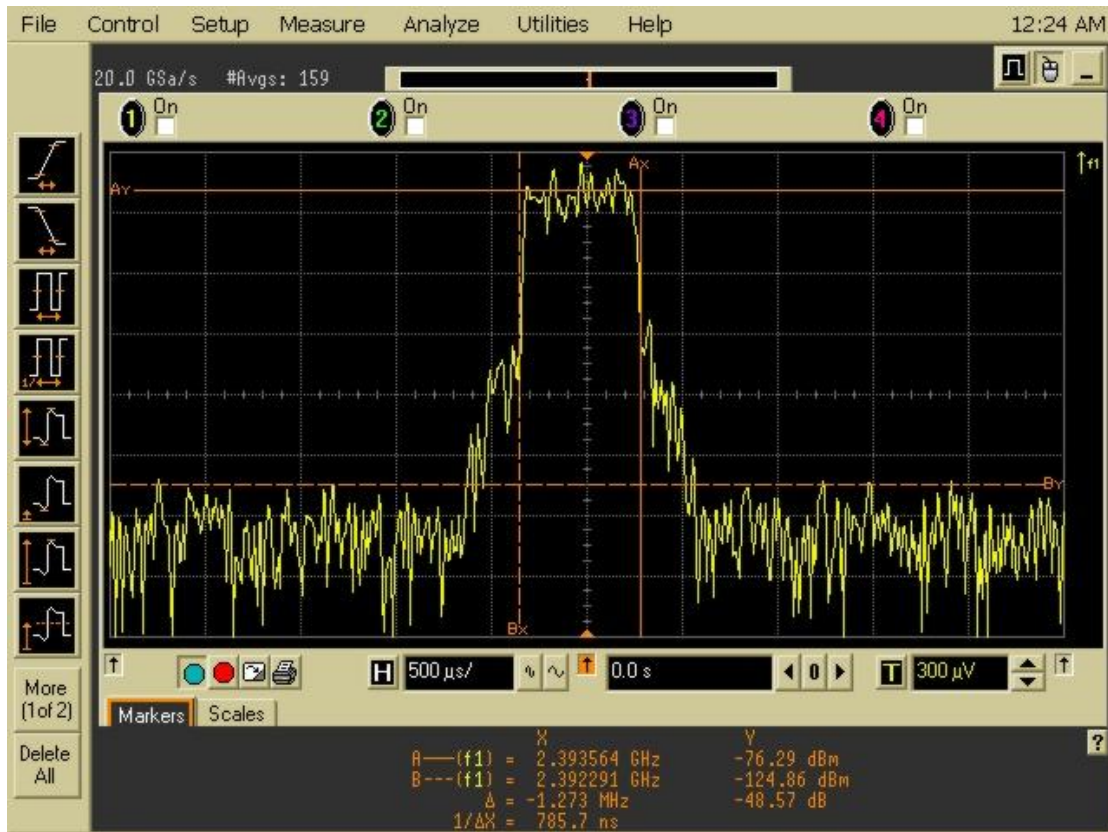 File Control Setup Measure Analyze Utilities Help 12:24 AM
20.0 GSa/s #Avgs: 159
1 On 2 On 3 On 4 On
Ax
f1
AY
BY
Bx
H 500 µs/ 0.0 s 0 T 300 µV
More
(1of 2)
Delete
All
Markers Scales
X Y
A——(f1) = 2.393564 GHz -76.29 dBm
B---(f1) = 2.392291 GHz -124.86 dBm
Δ = -1.273 MHz -48.57 dB
1/ΔX = 785.7 ns
?
1/